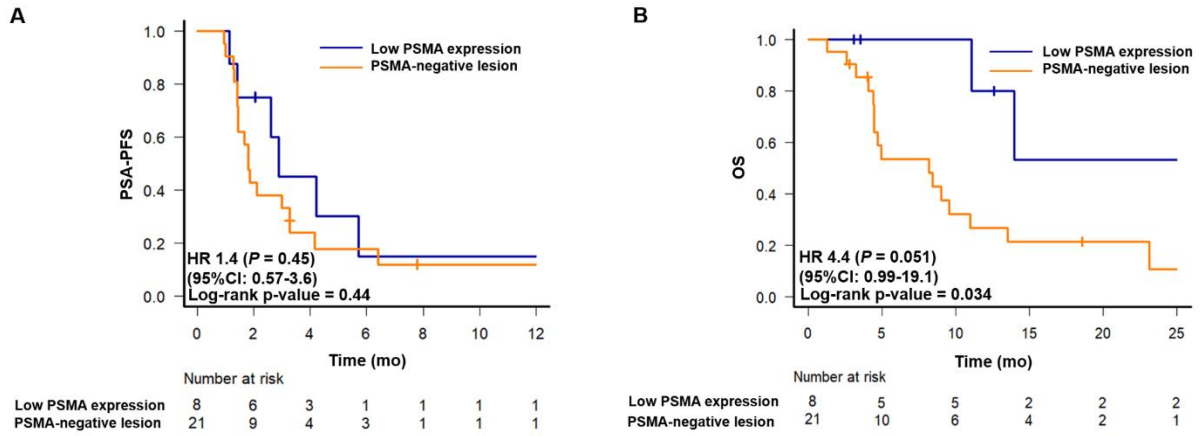 A
PSA-PFS
1.0
0.8
0.6
0.4
0.2
0.0
Low PSMA expression
PSMA-negative lesion
HR 1.4 (P = 0.45)
(95%CI: 0.57-3.6)
Log-rank p-value = 0.44
0 2 4 6 8 10 12
Time (mo)
Number at risk
Low PSMA expression 8 6 3 1 1 1 1
PSMA-negative lesion 21 9 4 3 1 1 1
B
OS
1.0
0.8
0.6
0.4
0.2
0.0
Low PSMA expression
PSMA-negative lesion
HR 4.4 (P = 0.051)
(95%CI: 0.99-19.1)
Log-rank p-value = 0.034
0 5 10 15 20 25
Time (mo)
Number at risk
Low PSMA expression 8 5 5 2 2 2
PSMA-negative lesion 21 10 6 4 2 1